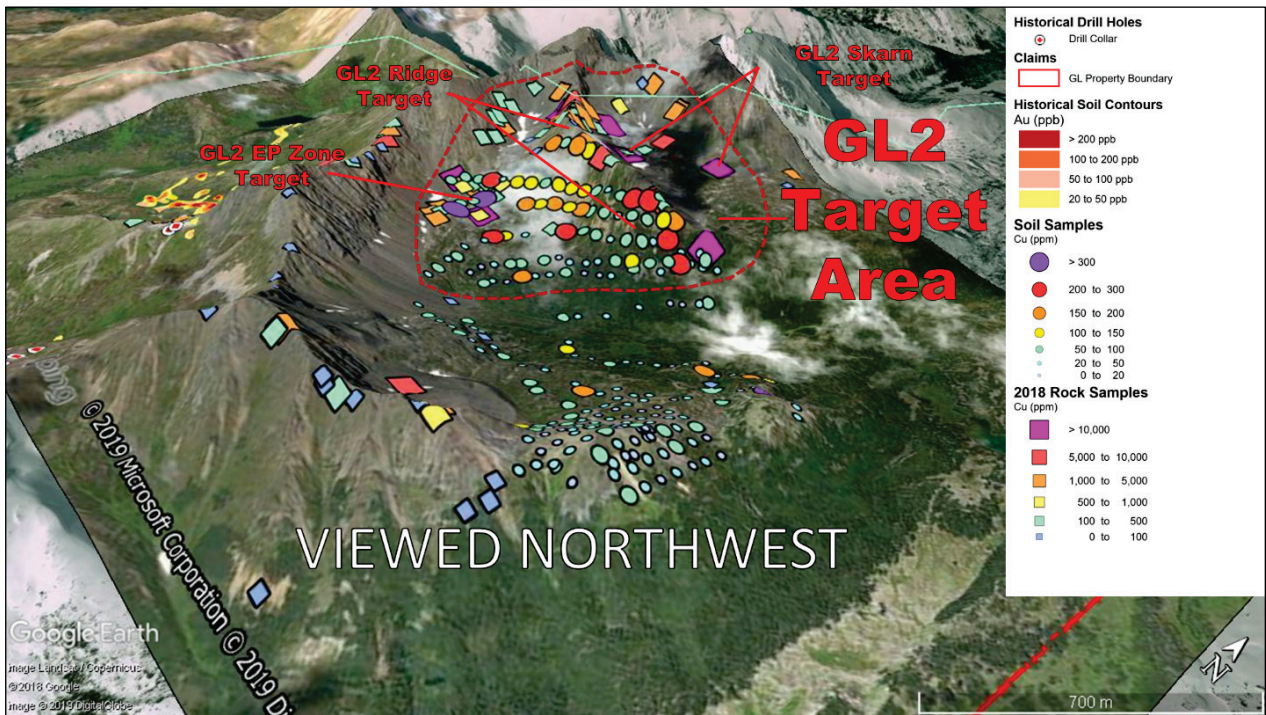 GL2 Ridge
Target
GL2 Skarn
Target
GL2 EP Zone
Target
GL2
Target
Area
bing
© 2019 Microsoft Corporation © 2019 Di
VIEWED NORTHWEST
Google Earth
Image Landsat / Copernicus
©2018 Google
Image © 2019 DigitalGlobe
700 m
N
Historical Drill Holes
Drill Collar
Claims
GL Property Boundary
Historical Soil Contours
Au (ppb)
> 200 ppb
100 to 200 ppb
50 to 100 ppb
20 to 50 ppb
Soil Samples
Cu (ppm)
> 300
200 to 300
150 to 200
100 to 150
50 to 100
20 to 50
0 to 20
2018 Rock Samples
Cu (ppm)
> 10,000
5,000 to 10,000
1,000 to 5,000
500 to 1,000
100 to 500
0 to 100